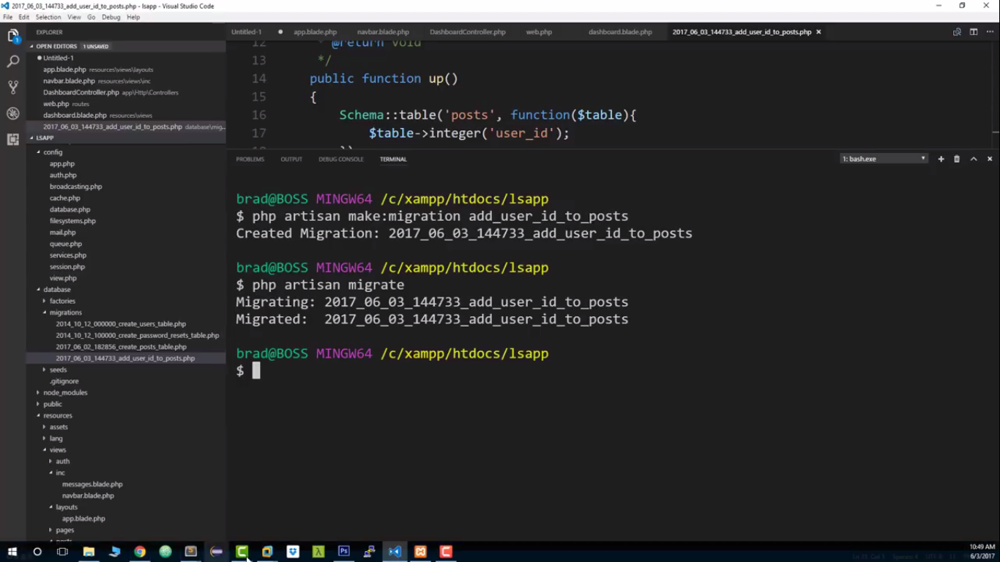 2017_06_03_144733_add_user_id_to_posts.php - lsapp - Visual Studio Code
File Edit Selection View Go Debug Help
EXPLORER
OPEN EDITORS 1 UNSAVED
Untitled-1
app.blade.php resources\views\layouts
navbar.blade.php resources\views\inc
DashboardController.php app\Http\Controllers
web.php routes
dashboard.blade.php resources\views
2017_06_03_144733_add_user_id_to_posts.php database\mig...
LSAPP
config
app.php
auth.php
broadcasting.php
cache.php
database.php
filesystems.php
mail.php
queue.php
services.php
session.php
view.php
database
factories
migrations
2014_10_12_000000_create_users_table.php
2014_10_12_100000_create_password_resets_table.php
2017_06_02_182856_create_posts_table.php
2017_06_03_144733_add_user_id_to_posts.php
seeds
.gitignore
node_modules
public
resources
assets
lang
views
auth
inc
messages.blade.php
navbar.blade.php
layouts
app.blade.php
pages
Untitled-1 app.blade.php navbar.blade.php DashboardController.php web.php dashboard.blade.php 2017_06_03_144733_add_user_id_to_posts.php
12 * @return void
13 */
14 public function up()
15 {
16 Schema::table('posts', function($table){
17 $table->integer('user_id');
PROBLEMS OUTPUT DEBUG CONSOLE TERMINAL 1: bash.exe
brad@BOSS MINGW64 /c/xampp/htdocs/lsapp
$ php artisan make:migration add_user_id_to_posts
Created Migration: 2017_06_03_144733_add_user_id_to_posts
brad@BOSS MINGW64 /c/xampp/htdocs/lsapp
$ php artisan migrate
Migrating: 2017_06_03_144733_add_user_id_to_posts
Migrated: 2017_06_03_144733_add_user_id_to_posts
brad@BOSS MINGW64 /c/xampp/htdocs/lsapp
$
10:49 AM
6/3/2017